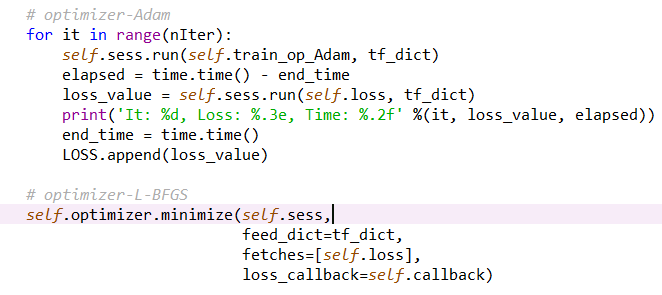 # optimizer-Adam
for it in range(nIter):
    self.sess.run(self.train_op_Adam, tf_dict)
    elapsed = time.time() - end_time
    loss_value = self.sess.run(self.loss, tf_dict)
    print('It: %d, Loss: %.3e, Time: %.2f' %(it, loss_value, elapsed))
    end_time = time.time()
    LOSS.append(loss_value)
# optimizer-L-BFGS
self.optimizer.minimize(self.sess,
                        feed_dict=tf_dict,
                        fetches=[self.loss],
                        loss_callback=self.callback)